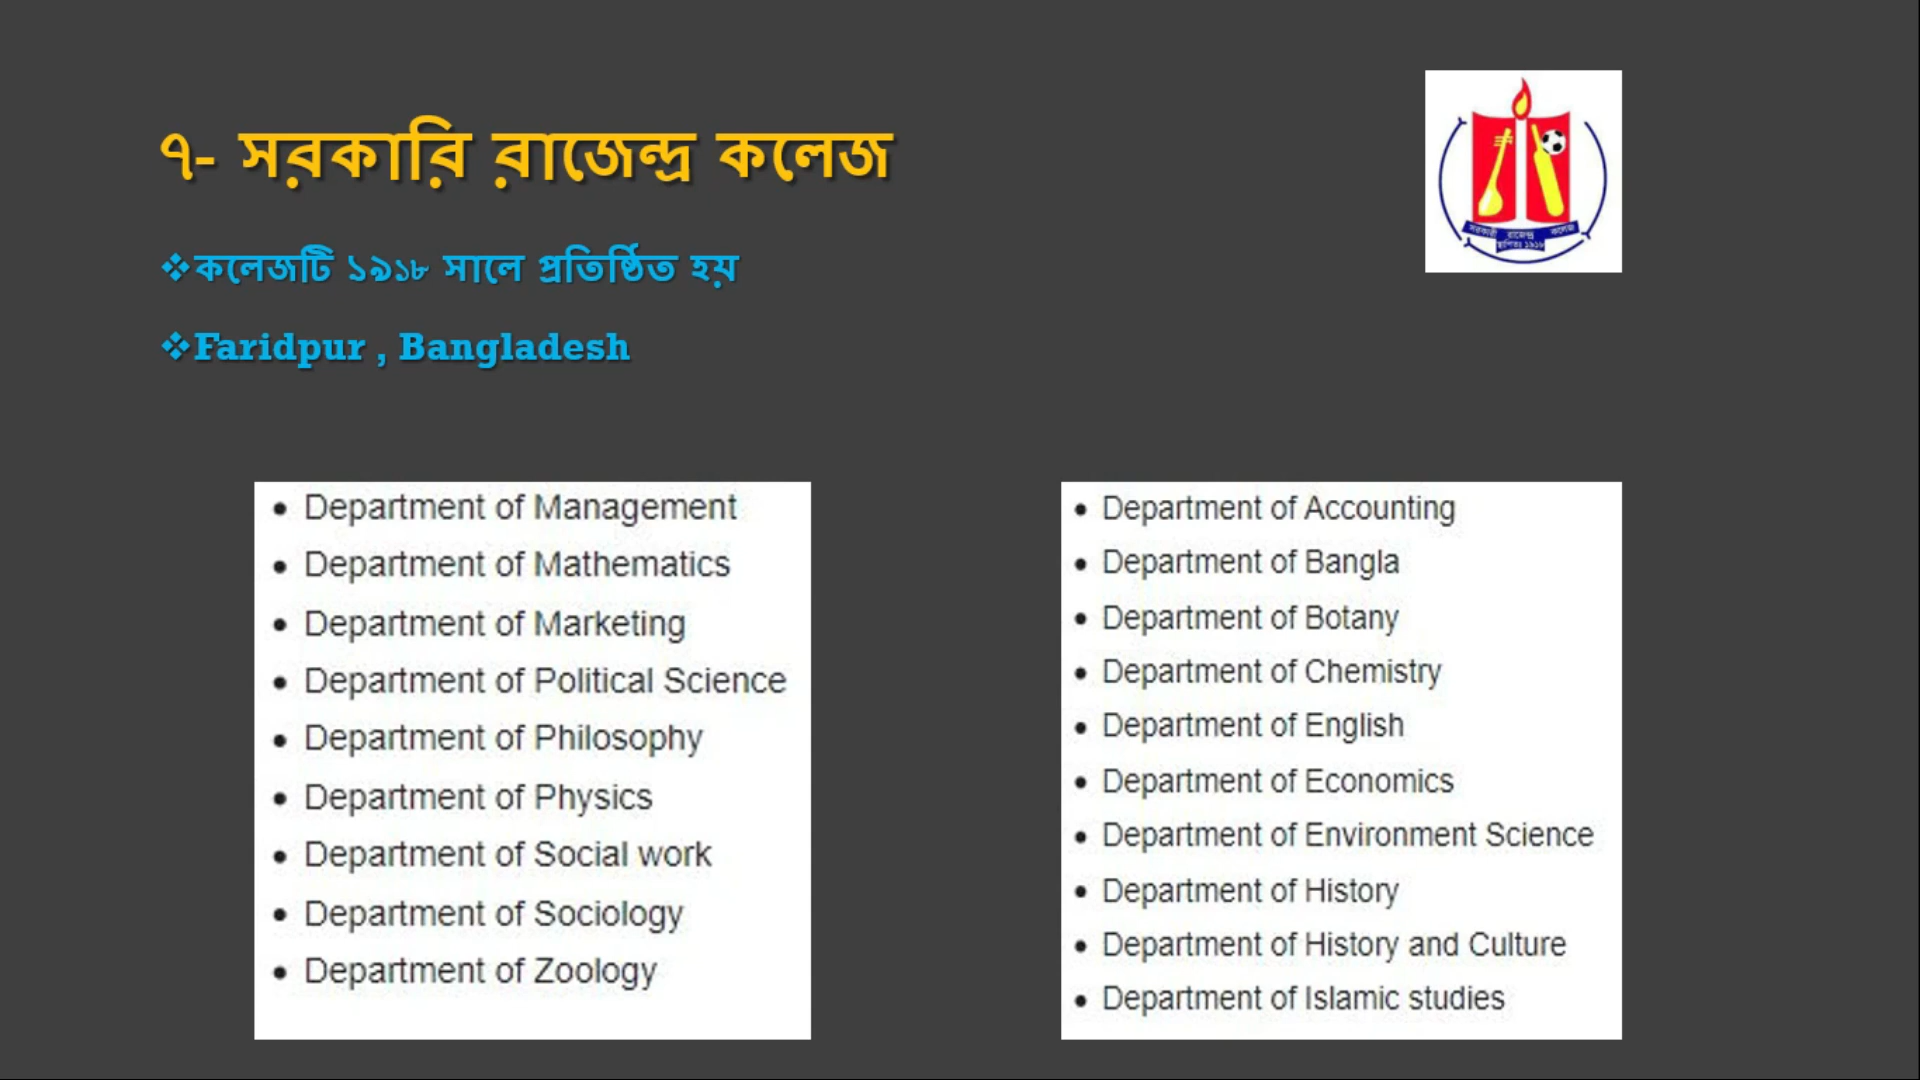 ৭- সরকারি রাজেন্দ্র কলেজ
❖কলেজটি ১৯১৮ সালে প্রতিষ্ঠিত হয়
❖Faridpur , Bangladesh
সরকারী রাজেন্দ্র কলেজ
স্থাপিতঃ ১৯১৮
• Department of Management
• Department of Mathematics
• Department of Marketing
• Department of Political Science
• Department of Philosophy
• Department of Physics
• Department of Social work
• Department of Sociology
• Department of Zoology
• Department of Accounting
• Department of Bangla
• Department of Botany
• Department of Chemistry
• Department of English
• Department of Economics
• Department of Environment Science
• Department of History
• Department of History and Culture
• Department of Islamic studies